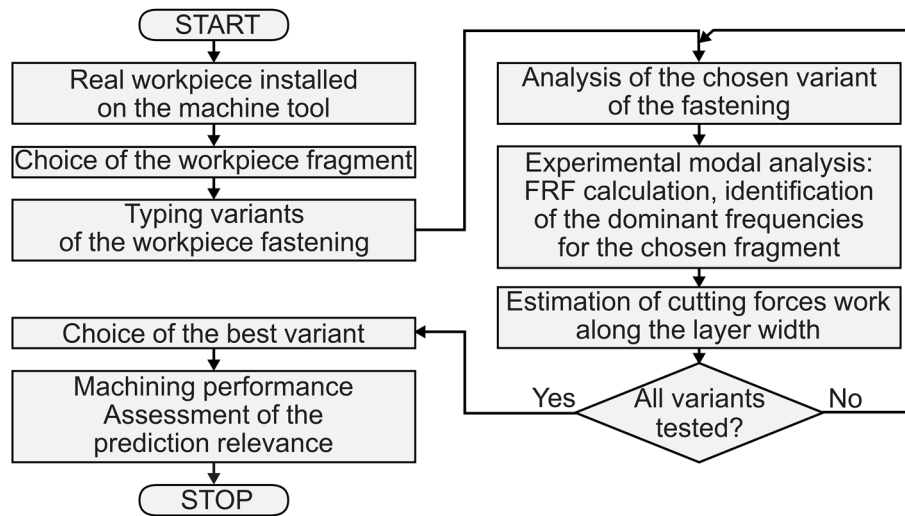 START
Real workpiece installed
on the machine tool
Choice of the workpiece fragment
Typing variants
of the workpiece fastening
Analysis of the chosen variant
of the fastening
Experimental modal analysis:
FRF calculation, identification
of the dominant frequencies
for the chosen fragment
Estimation of cutting forces work
along the layer width
All variants
tested?
Yes
No
Choice of the best variant
Machining performance
Assessment of the
prediction relevance
STOP